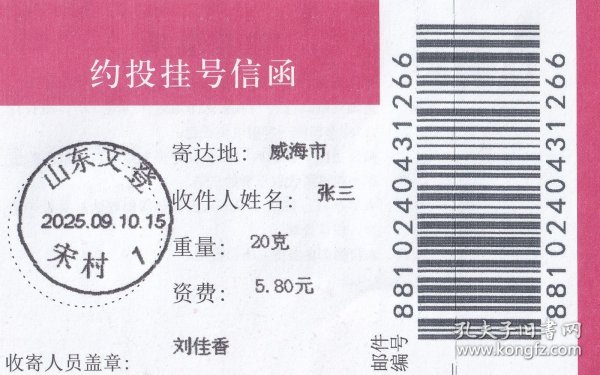 约投挂号信函
寄达地：威海市
收件人姓名：张三
重量：20克
资费：5.80元
刘佳香
收寄人员盖章：
山东文登
2025.09.10.15
宋村 1
8810240431266
8810240431266
邮件
编号
孔夫子旧书网
www.kongfz.com